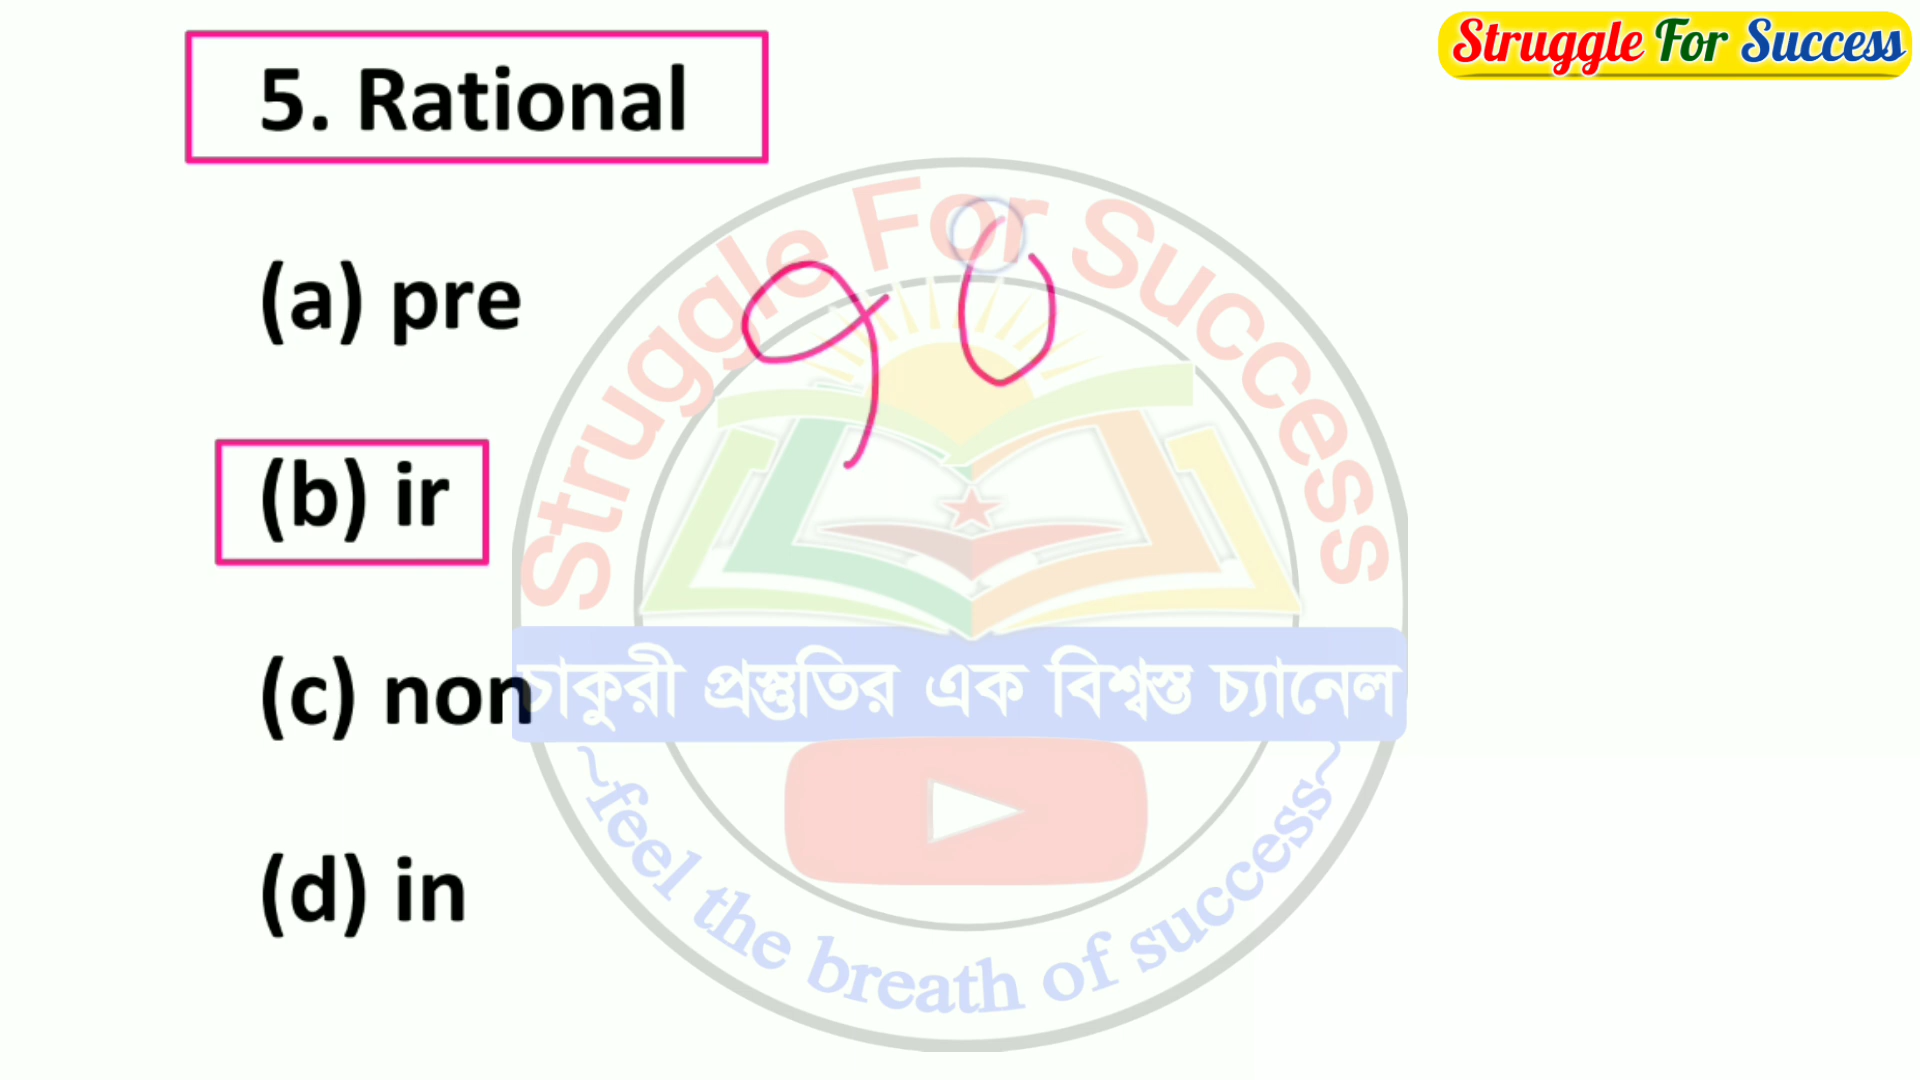 Struggle For Success
5. Rational
(a) pre
(b) ir
(c) non
(d) in
Struggle For Success
চাকুরী প্রস্তুতির এক বিশ্বস্ত চ্যানেল
~feel the breath of success~